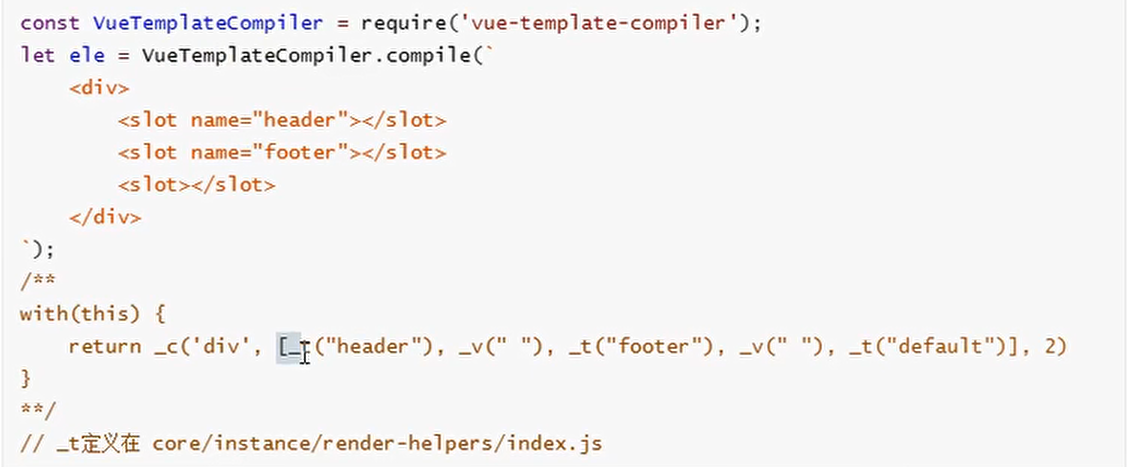 const VueTemplateCompiler = require('vue-template-compiler');
let ele = VueTemplateCompiler.compile(`
    <div>
        <slot name="header"></slot>
        <slot name="footer"></slot>
        <slot></slot>
    </div>
`);
/**
with(this) {
    return _c('div', [_t("header"), _v(" "), _t("footer"), _v(" "), _t("default")], 2)
}
**/
// _t定义在 core/instance/render-helpers/index.js